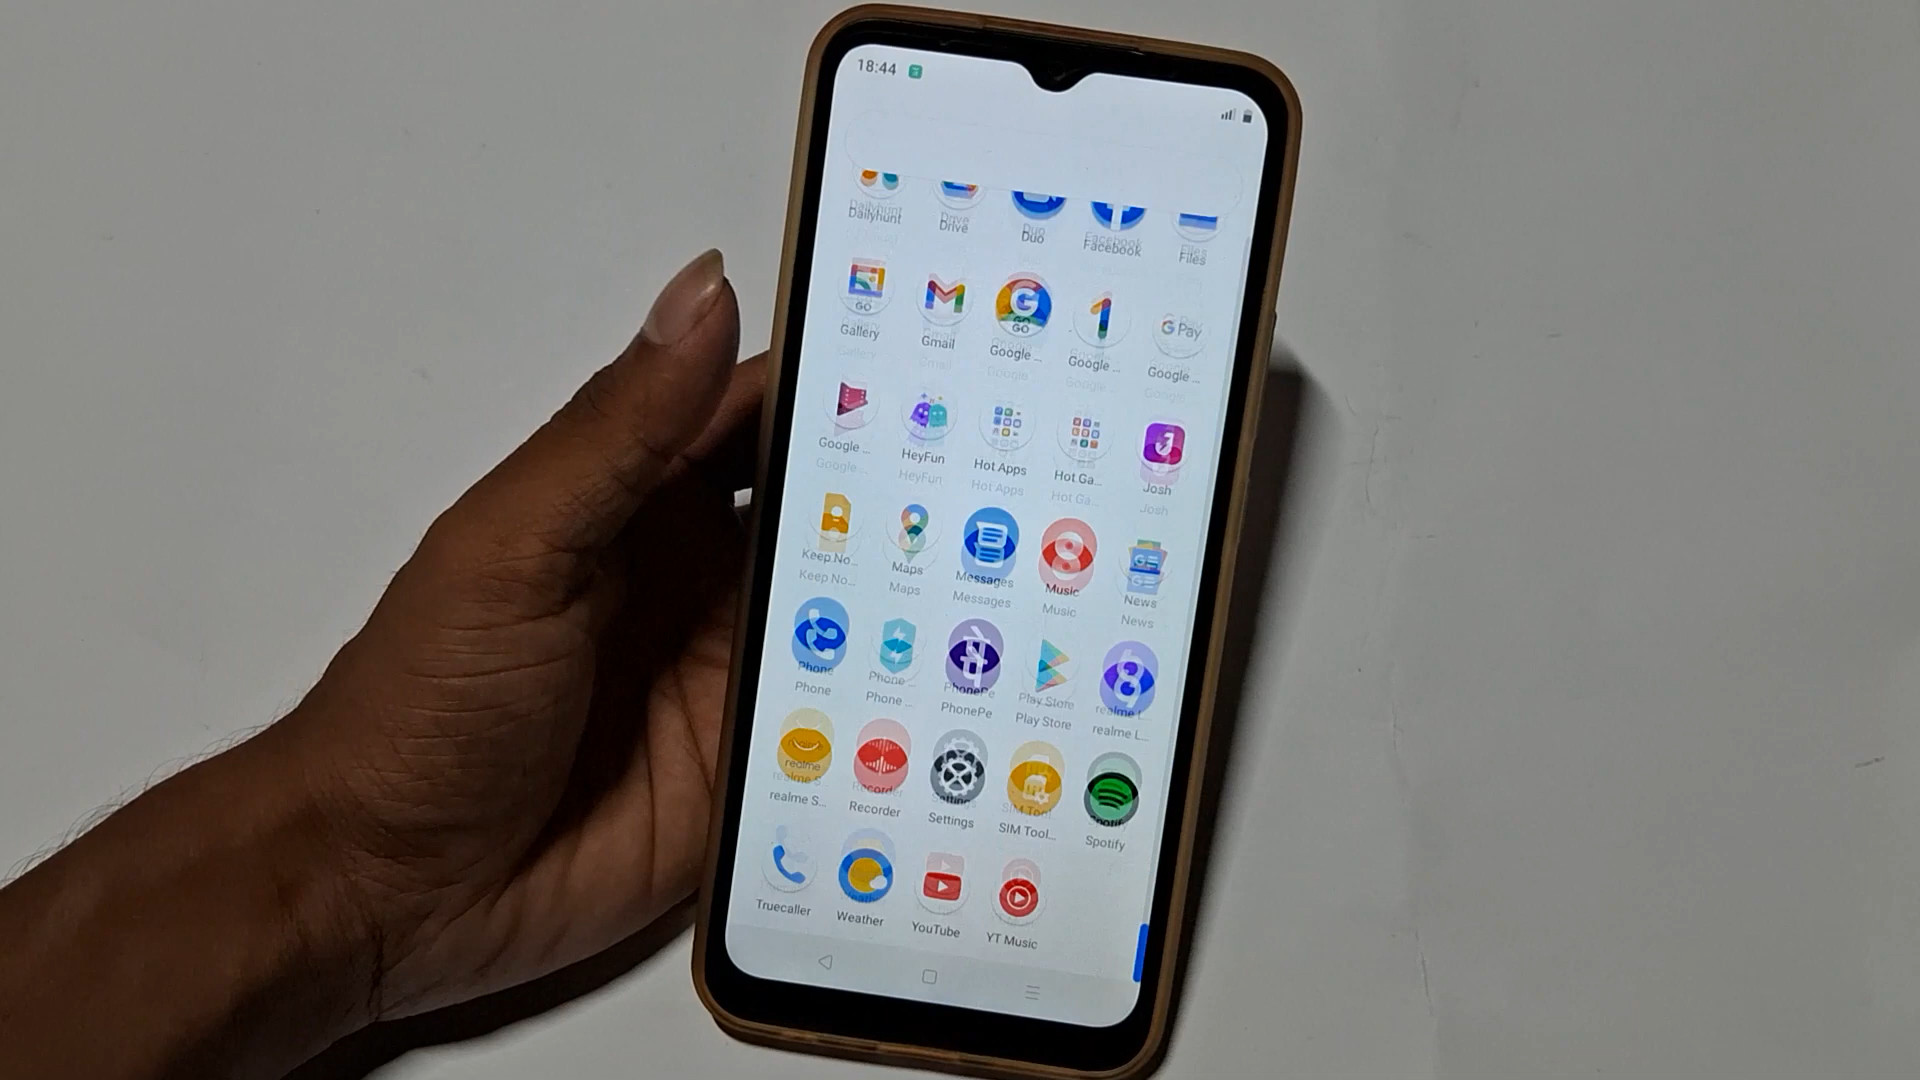 18:44
Dailyhunt Drive Duo Facebook Files
GO GO G Pay
Gallery Gmail Google ... Google ... Google ...
Google ... HeyFun Hot Apps Hot Ga... Josh
Keep No... Maps Messages Music News
Phone Phone ... PhonePe Play Store realme L...
realme S... Recorder Settings SIM Tool... Spotify
Truecaller Weather YouTube YT Music